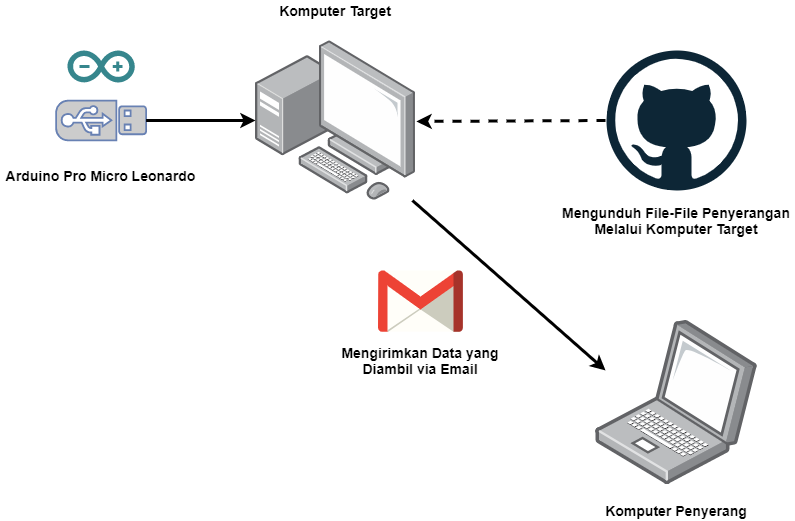 Komputer Target
Arduino Pro Micro Leonardo
Mengunduh File-File Penyerangan
Melalui Komputer Target
Mengirimkan Data yang
Diambil via Email
Komputer Penyerang